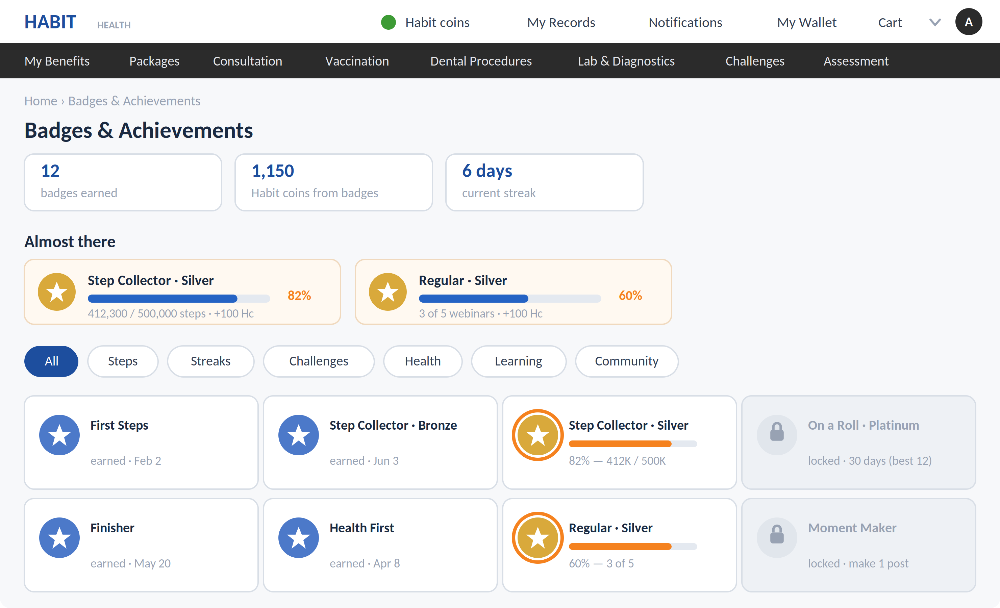 HABIT HEALTH Habit coins My Records Notifications My Wallet Cart A
My Benefits Packages Consultation Vaccination Dental Procedures Lab & Diagnostics Challenges Assessment
Home › Badges & Achievements
Badges & Achievements
12
badges earned
1,150
Habit coins from badges
6 days
current streak
Almost there
Step Collector · Silver
82%
412,300 / 500,000 steps · +100 Hc
Regular · Silver
60%
3 of 5 webinars · +100 Hc
All Steps Streaks Challenges Health Learning Community
First Steps
earned · Feb 2
Step Collector · Bronze
earned · Jun 3
Step Collector · Silver
82% — 412K / 500K
On a Roll · Platinum
locked · 30 days (best 12)
Finisher
earned · May 20
Health First
earned · Apr 8
Regular · Silver
60% — 3 of 5
Moment Maker
locked · make 1 post